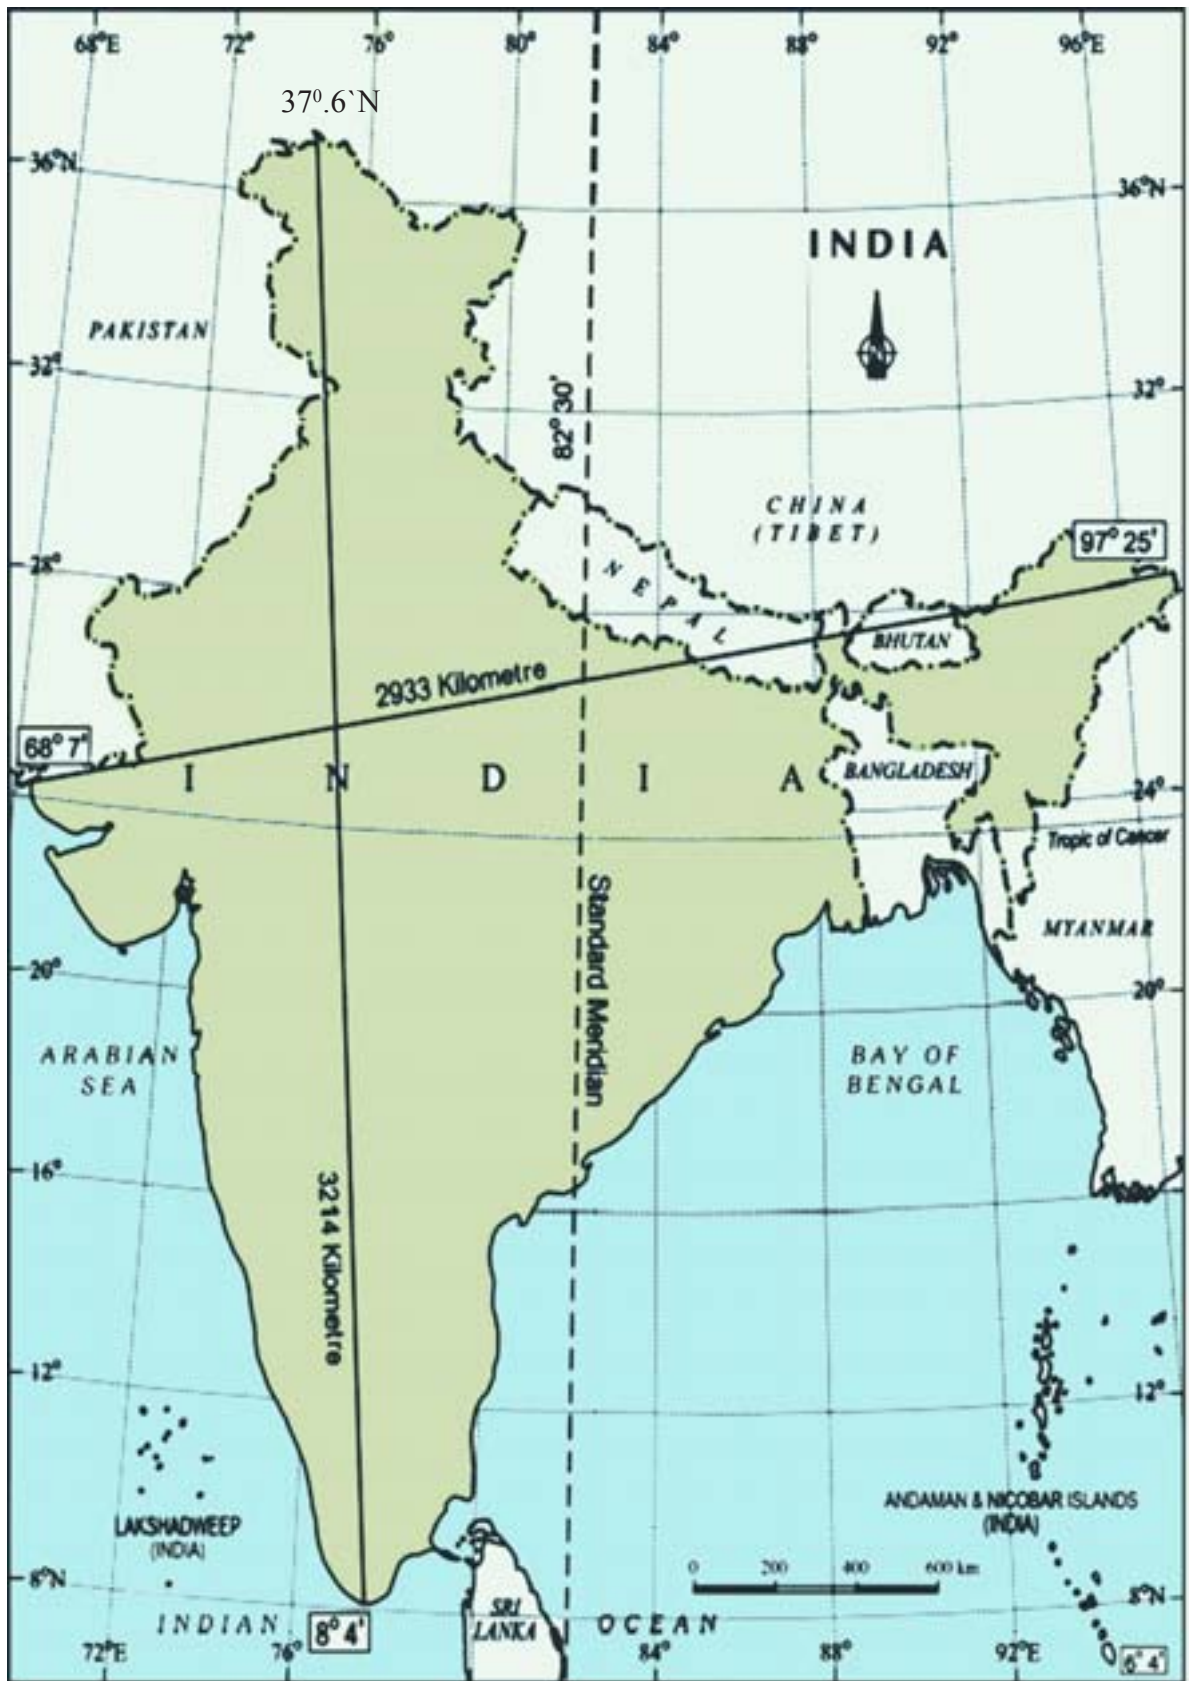 68°E 72° 76° 80° 84° 88° 92° 96°E
37⁰.6`N
36°N
36°N
INDIA
N
PAKISTAN
32°
32°
82° 30'
CHINA
(TIBET)
97° 25'
28°
NEPAL
BHUTAN
2933 Kilometre
68° 7'
INDIA
BANGLADESH
24°
Tropic of Cancer
Standard Meridian
MYANMAR
20°
20°
ARABIAN
SEA
BAY OF
BENGAL
16°
3214 Kilometre
12°
12°
ANDAMAN & NICOBAR ISLANDS
(INDIA)
LAKSHADWEEP
(INDIA)
0 200 400 600 km
8°N
8°N
INDIAN
8° 4'
SRI
LANKA
OCEAN
72°E 76° 84° 88° 92°E
6° 4'